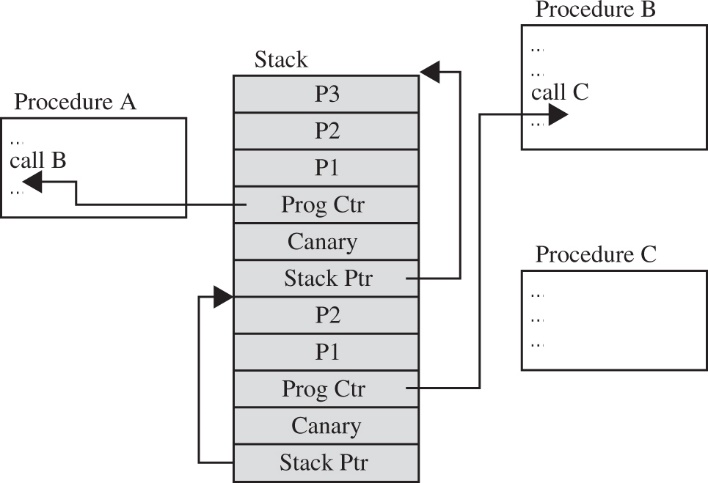 Procedure B
...
...
call C
...
Stack
P3
P2
P1
Prog Ctr
Canary
Stack Ptr
P2
P1
Prog Ctr
Canary
Stack Ptr
Procedure A
...
call B
...
Procedure C
...
...
...